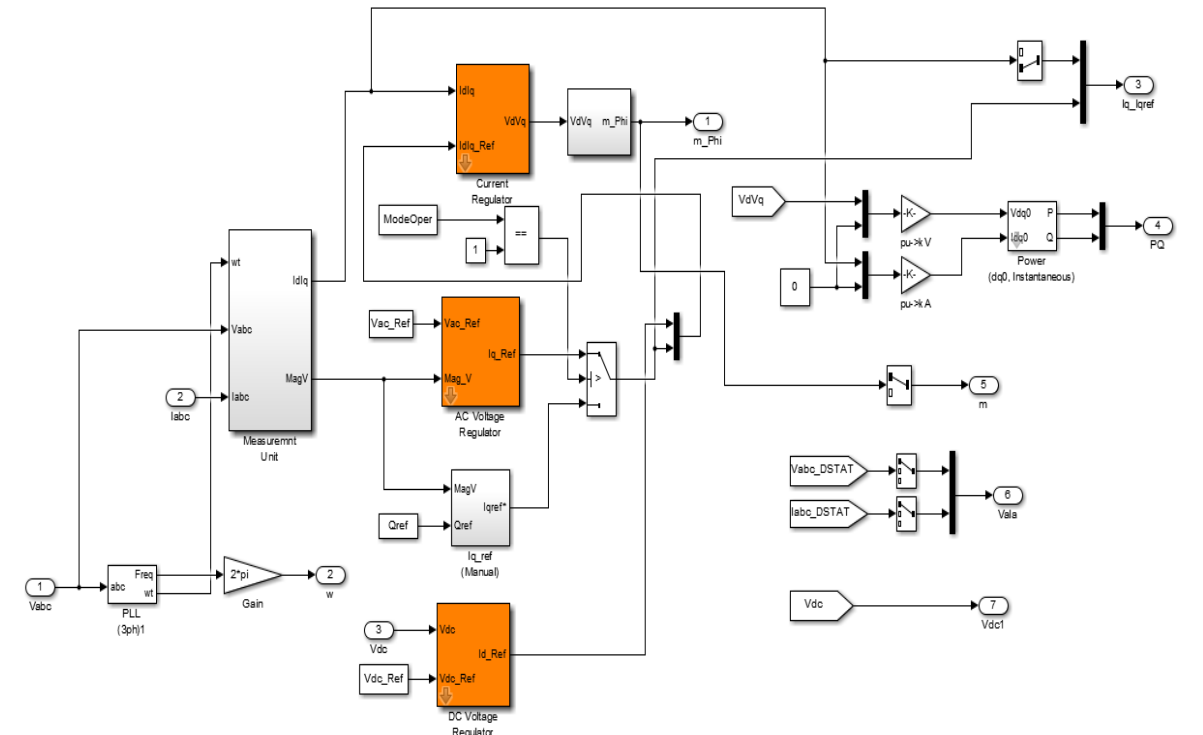 IdIq
VdVq
IdIq_Ref
Current
Regulator
VdVq
m_Phi
1
m_Phi
3
Iq_Iqref
ModeOper
==
1
VdVq
-K-
pu->kV
0
-K-
pu->kA
Vdq0
P
Idq0
Q
Power
(dq0, Instantaneous)
4
PQ
wt
IdIq
Vabc
MagV
Iabc
Measuremnt
Unit
2
Iabc
Vac_Ref
Vac_Ref
Iq_Ref
Mag_V
AC Voltage
Regulator
>
5
m
MagV
Iqref*
Qref
Qref
Iq_ref
(Manual)
Vabc_DSTAT
Iabc_DSTAT
6
VaIa
1
Vabc
abc
Freq
wt
PLL
(3ph)1
2*pi
Gain
2
w
3
Vdc
Vdc
Id_Ref
Vdc_Ref
Vdc_Ref
DC Voltage
Regulator
Vdc
7
Vdc1